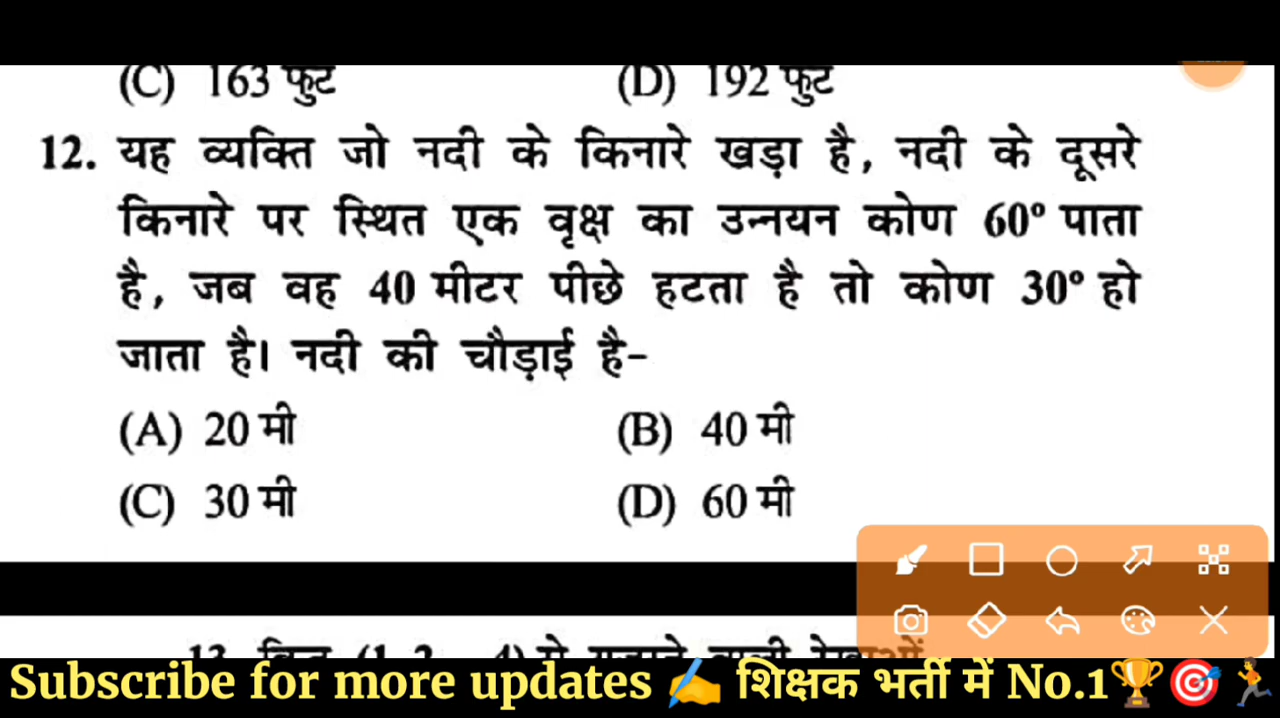 (C) 163 फुट (D) 192 फुट
12. यह व्यक्ति जो नदी के किनारे खड़ा है, नदी के दूसरे
किनारे पर स्थित एक वृक्ष का उन्नयन कोण 60° पाता
है, जब वह 40 मीटर पीछे हटता है तो कोण 30° हो
जाता है। नदी की चौड़ाई है-
(A) 20 मी (B) 40 मी
(C) 30 मी (D) 60 मी
Subscribe for more updates ✍️ शिक्षक भर्ती में No.1🏆🎯🏃